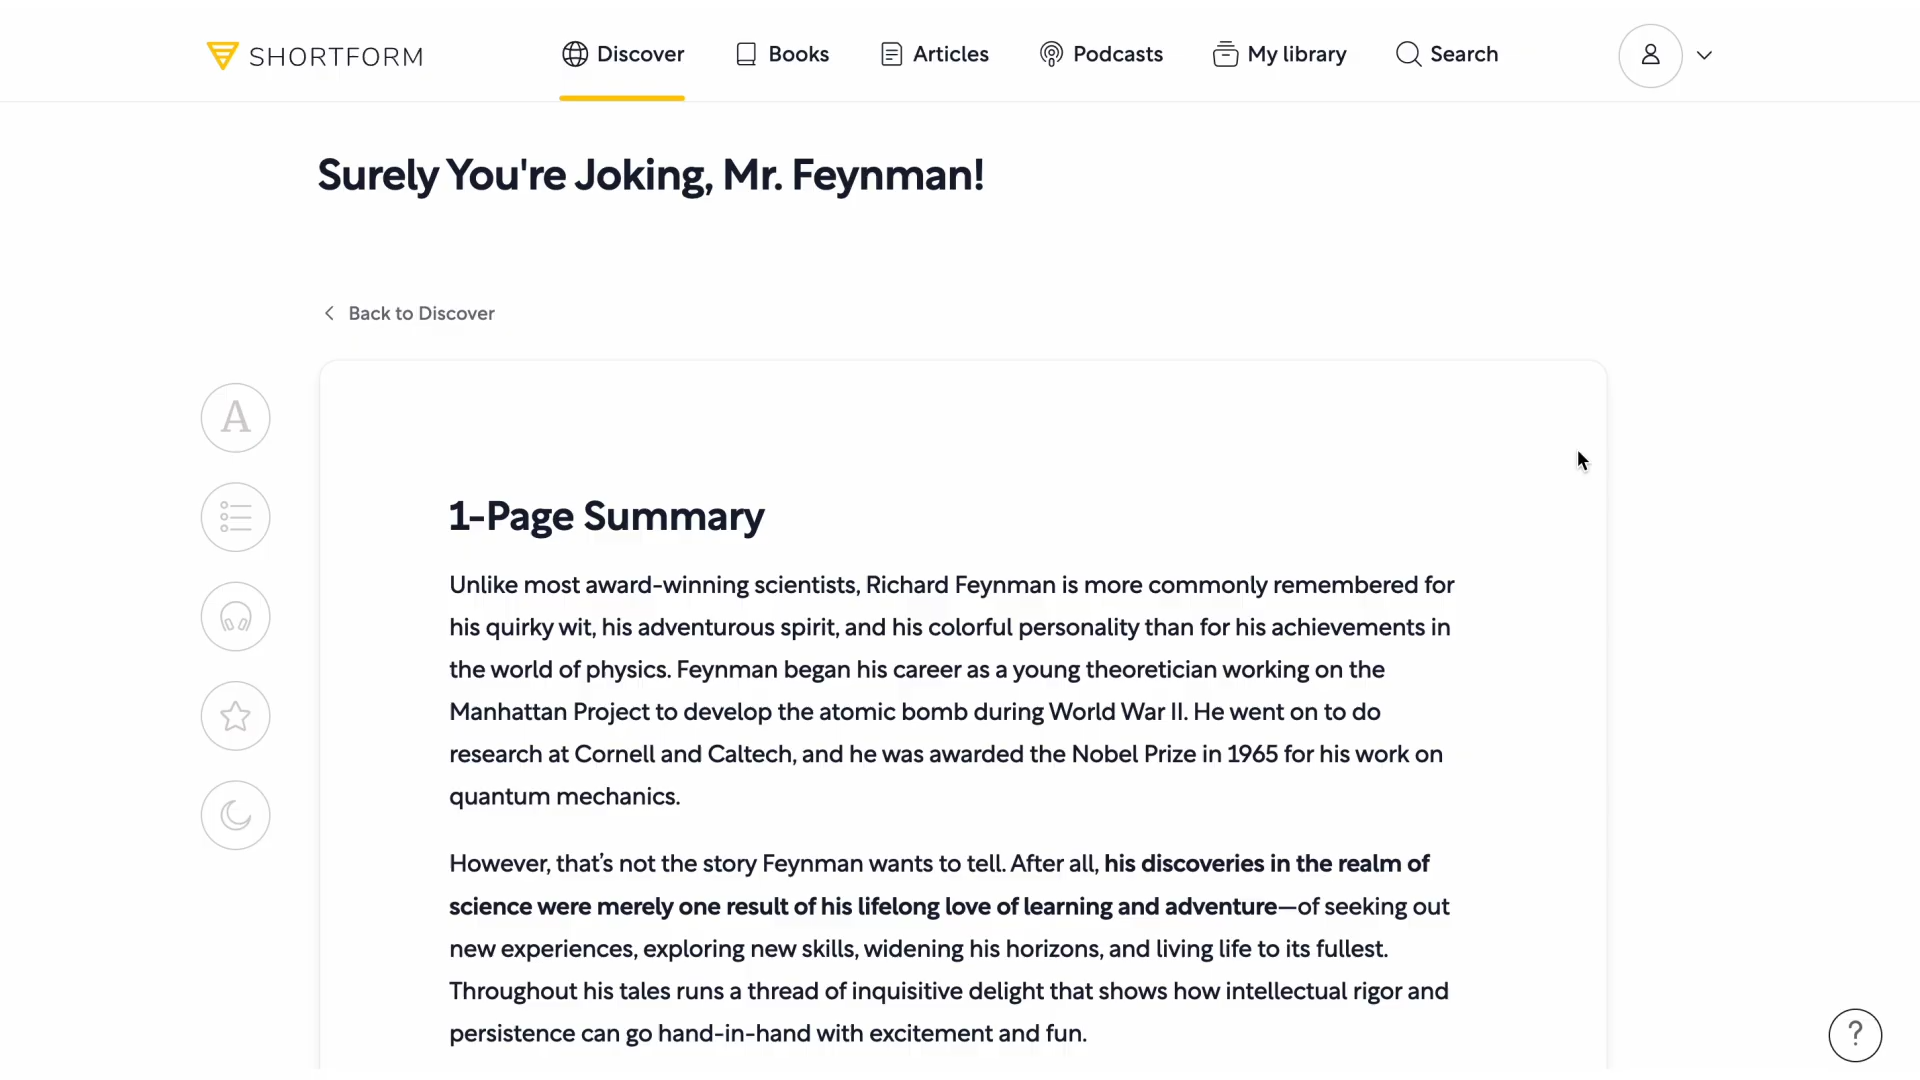 SHORTFORM
Discover
Books
Articles
Podcasts
My library
Search
Surely You're Joking, Mr. Feynman!
Back to Discover
A
1-Page Summary
Unlike most award-winning scientists, Richard Feynman is more commonly remembered for
his quirky wit, his adventurous spirit, and his colorful personality than for his achievements in
the world of physics. Feynman began his career as a young theoretician working on the
Manhattan Project to develop the atomic bomb during World War II. He went on to do
research at Cornell and Caltech, and he was awarded the Nobel Prize in 1965 for his work on
quantum mechanics.
However, that’s not the story Feynman wants to tell. After all, his discoveries in the realm of
science were merely one result of his lifelong love of learning and adventure—of seeking out
new experiences, exploring new skills, widening his horizons, and living life to its fullest.
Throughout his tales runs a thread of inquisitive delight that shows how intellectual rigor and
persistence can go hand-in-hand with excitement and fun.
?